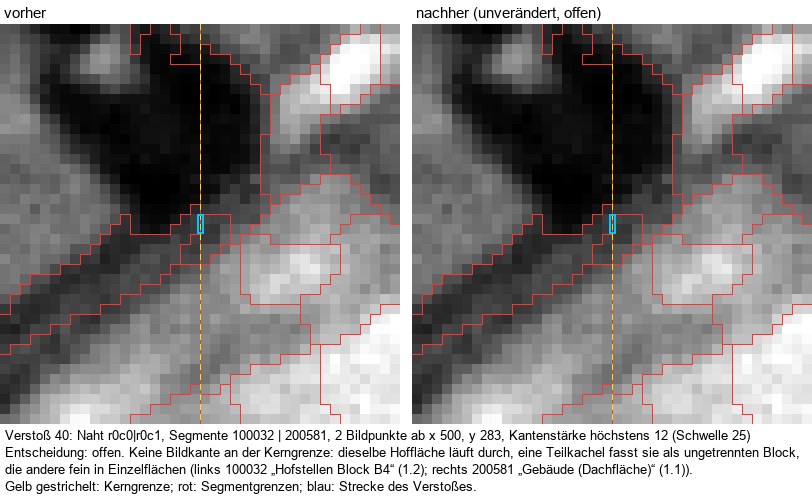 vorher
nachher (unverändert, offen)
Verstoß 40: Naht r0c0|r0c1, Segmente 100032 | 200581, 2 Bildpunkte ab x 500, y 283, Kantenstärke höchstens 12 (Schwelle 25)
Entscheidung: offen. Keine Bildkante an der Kerngrenze: dieselbe Hoffläche läuft durch, eine Teilkachel fasst sie als ungetrennten Block,
die andere fein in Einzelflächen (links 100032 „Hofstellen Block B4“ (1.2); rechts 200581 „Gebäude (Dachfläche)“ (1.1)).
Gelb gestrichelt: Kerngrenze; rot: Segmentgrenzen; blau: Strecke des Verstoßes.